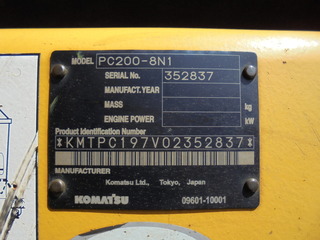 MODEL PC200-8N1
SERIAL NO. 352837
MANUFACT.YEAR
MASS kg
ENGINE POWER kW
Product Identification Number
*KMTPC197V02352837*
MANUFACTURER
Komatsu Ltd., Tokyo, Japan
KOMATSU 09601-10001